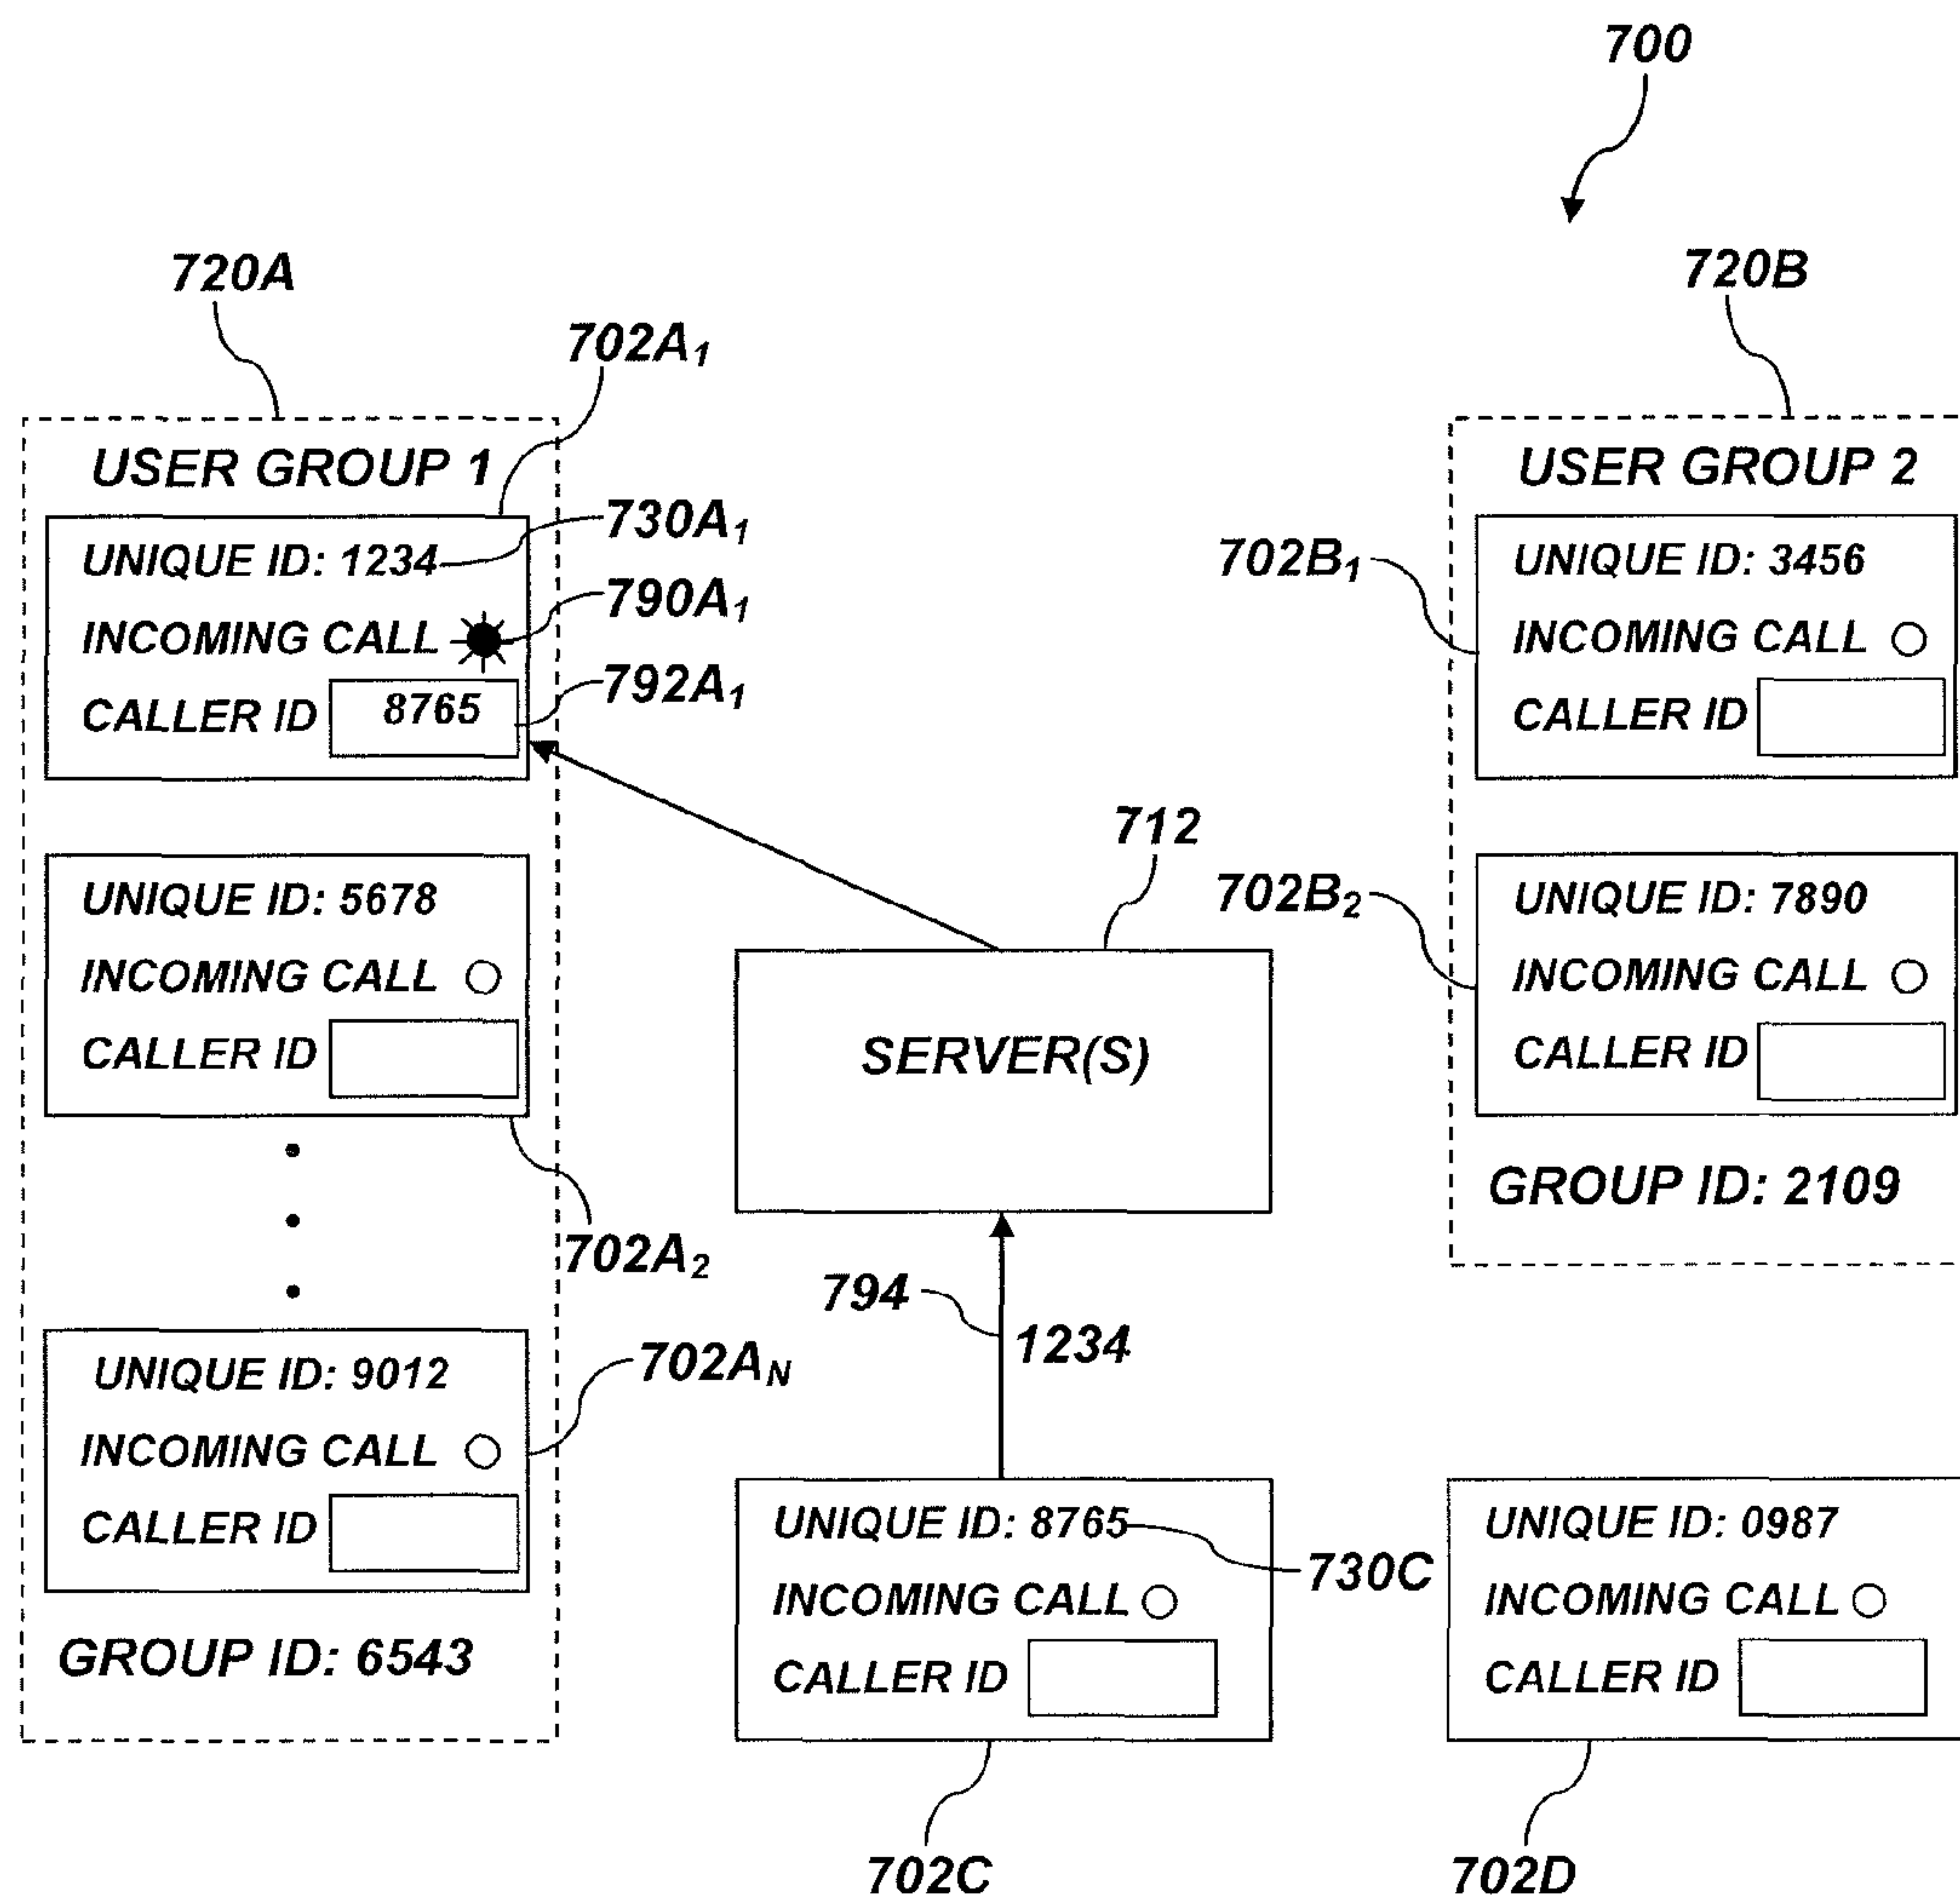 700
720A
720B
702A1
USER GROUP 1
UNIQUE ID: 1234
730A1
INCOMING CALL
790A1
CALLER ID 8765
792A1
USER GROUP 2
702B1
UNIQUE ID: 3456
INCOMING CALL
CALLER ID
712
UNIQUE ID: 5678
INCOMING CALL
CALLER ID
702A2
702B2
UNIQUE ID: 7890
INCOMING CALL
CALLER ID
SERVER(S)
GROUP ID: 2109
794
1234
UNIQUE ID: 9012
702AN
INCOMING CALL
CALLER ID
GROUP ID: 6543
UNIQUE ID: 8765
730C
INCOMING CALL
CALLER ID
702C
UNIQUE ID: 0987
INCOMING CALL
CALLER ID
702D